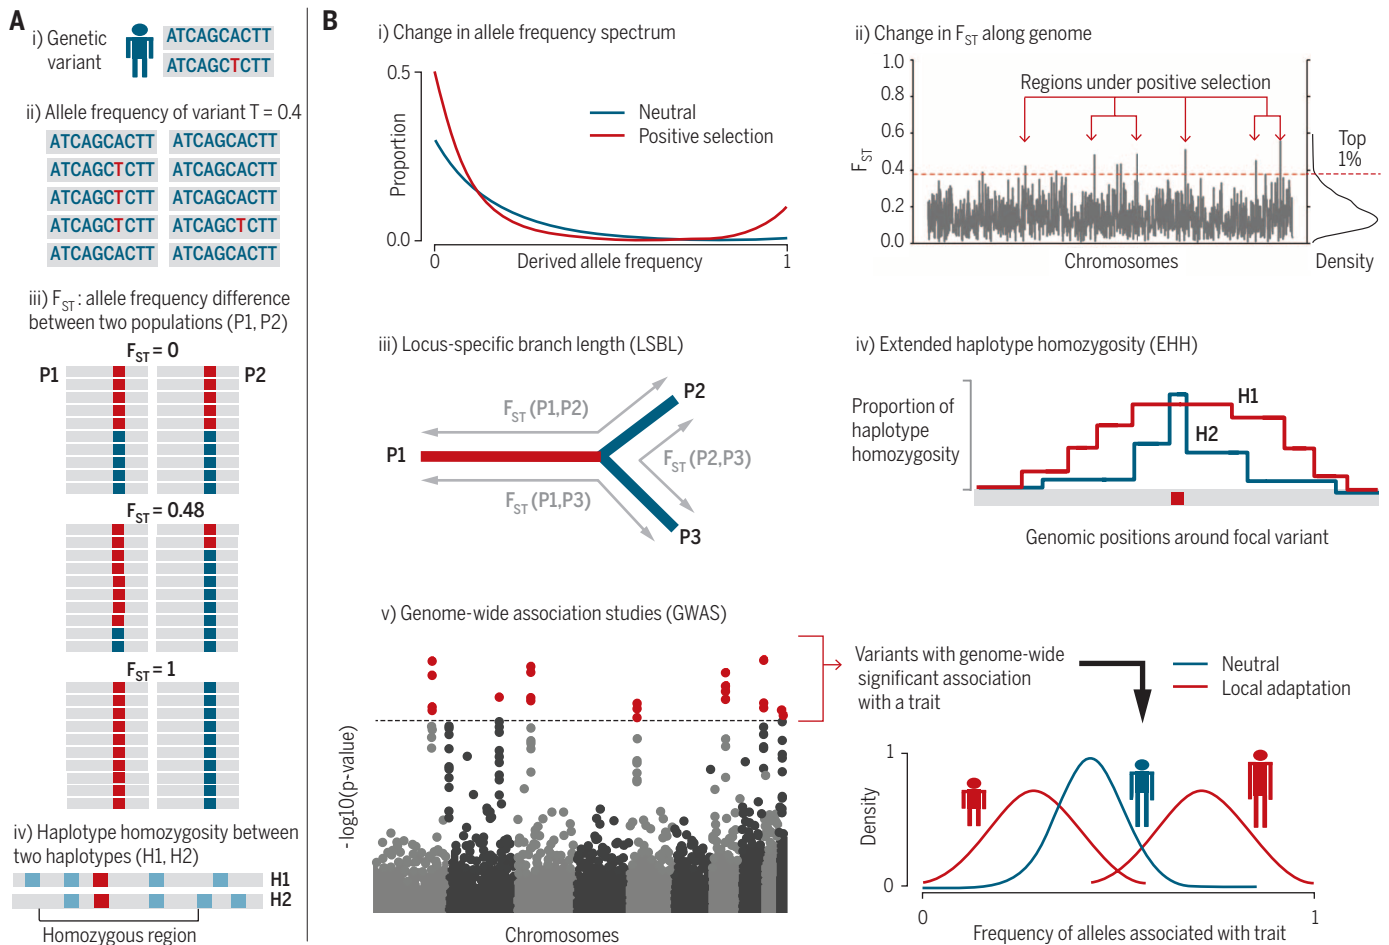 A
i) Genetic
variant
ATCAGCACTT
ATCAGCTCTT
ii) Allele frequency of variant T = 0.4
ATCAGCACTT ATCAGCACTT
ATCAGCTCTT ATCAGCACTT
ATCAGCTCTT ATCAGCACTT
ATCAGCTCTT ATCAGCTCTT
ATCAGCACTT ATCAGCACTT
iii) FST : allele frequency difference
between two populations (P1, P2)
FST = 0
P1 P2
FST = 0.48
FST = 1
iv) Haplotype homozygosity between
two haplotypes (H1, H2)
H1
H2
Homozygous region
B
i) Change in allele frequency spectrum
0.5
Proportion
0.0
Neutral
Positive selection
0 Derived allele frequency 1
ii) Change in FST along genome
1.0
0.8
0.6
0.4
0.2
0.0
FST
Regions under positive selection
Top
1%
Chromosomes
Density
iii) Locus-specific branch length (LSBL)
P1
P2
P3
FST (P1,P2)
FST (P2,P3)
FST (P1,P3)
iv) Extended haplotype homozygosity (EHH)
Proportion of
haplotype
homozygosity
H1
H2
Genomic positions around focal variant
v) Genome-wide association studies (GWAS)
-log10(p-value)
Chromosomes
Variants with genome-wide
significant association
with a trait
Neutral
Local adaptation
1
Density
0
0 1
Frequency of alleles associated with trait